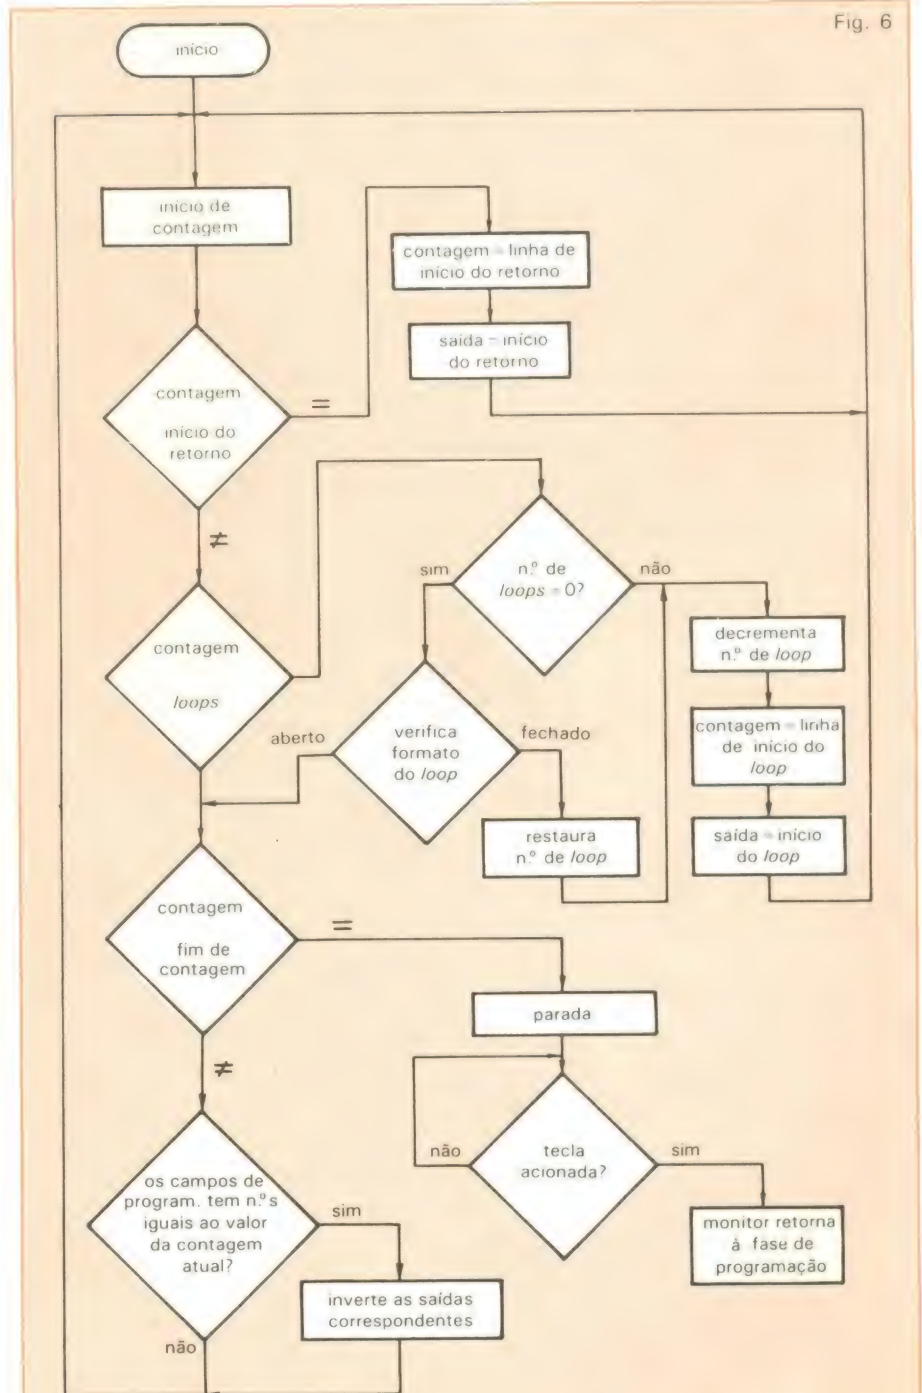 Fig. 6
início
início de
contagem
contagem = linha de
início do retorno
saída = início
do retorno
contagem
início do
retorno
=
≠
n.º de
loops = 0?
sim
não
contagem
loops
decrementa
n.º de loop
contagem = linha
de início do
loop
saída = início
do loop
aberto
verifica
formato
do loop
fechado
restaura
n.º de loop
contagem
fim de
contagem
=
≠
parada
tecla
acionada?
não
sim
monitor retorna
à fase de
programação
os campos de
program. tem n.ºs
iguais ao valor
da contagem
atual?
sim
não
inverte as saídas
correspondentes